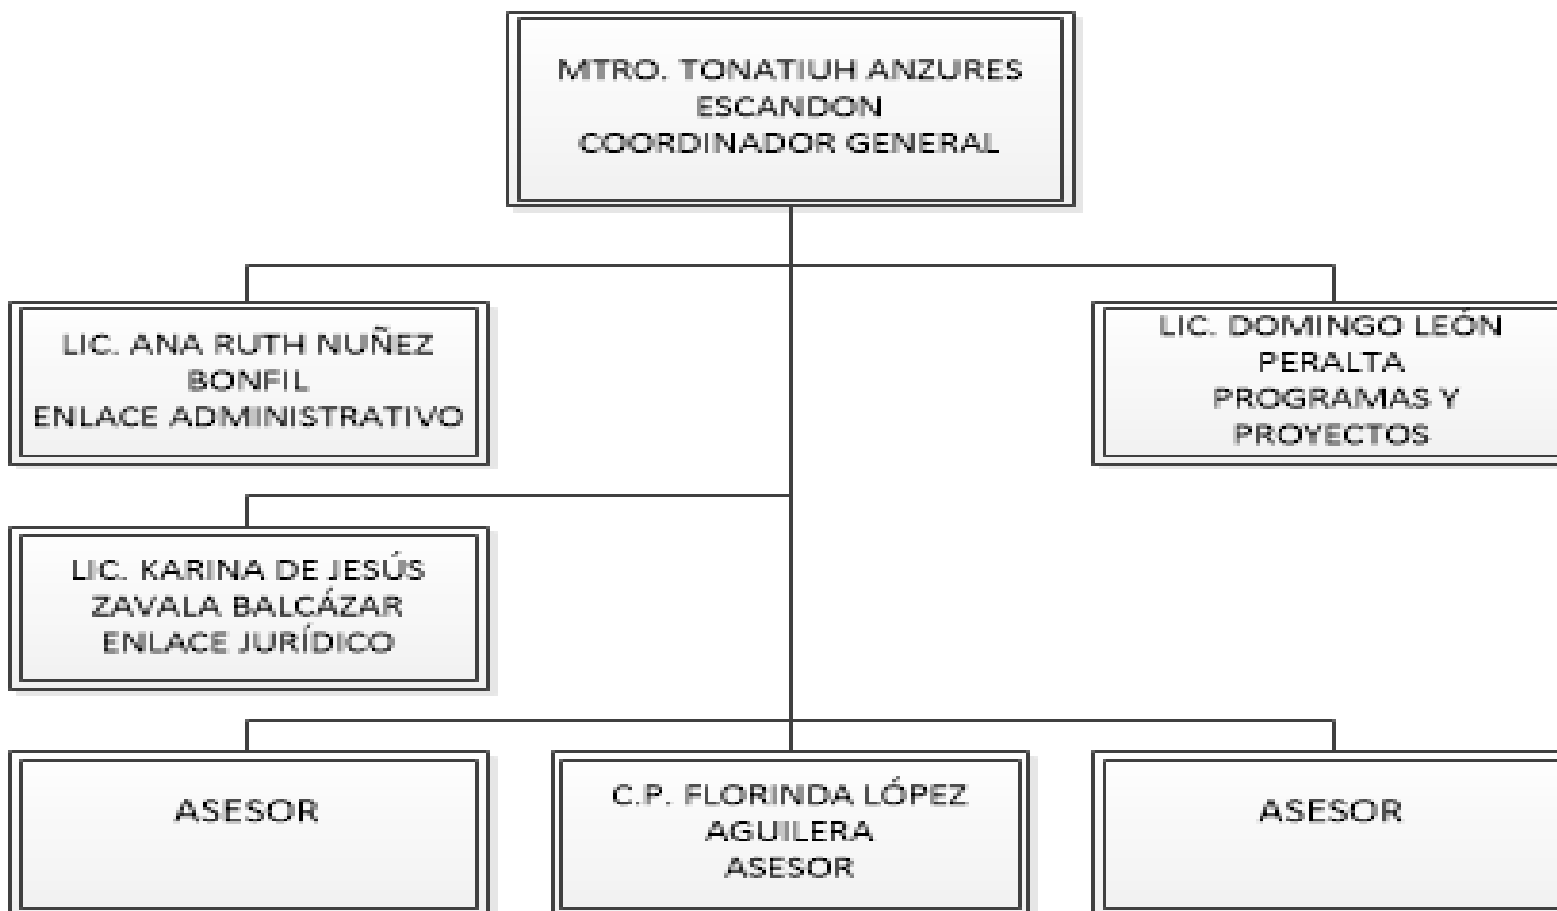 MTRO. TONATIUH ANZURES
ESCANDON
COORDINADOR GENERAL
LIC. ANA RUTH NUÑEZ
BONFIL
ENLACE ADMINISTRATIVO
LIC. DOMINGO LEÓN
PERALTA
PROGRAMAS Y
PROYECTOS
LIC. KARINA DE JESÚS
ZAVALA BALCÁZAR
ENLACE JURÍDICO
ASESOR
C.P. FLORINDA LÓPEZ
AGUILERA
ASESOR
ASESOR